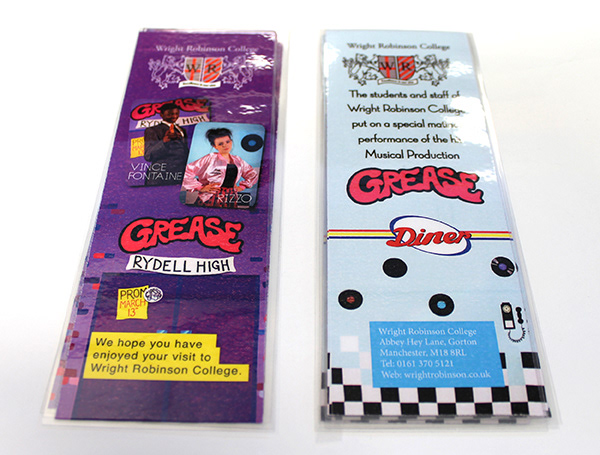 Wright Robinson College
W R
GREASE
RYDELL HIGH
PROM
MARCH
VINCE
FONTAINE
RIZZO
GREASE
RYDELL HIGH
PROM
MARCH
13th
We hope you have
enjoyed your visit to
Wright Robinson College.
Wright Robinson College
W R
The students and staff of
Wright Robinson College
put on a special
performance of the
Musical Production
GREASE
Diner
Wright Robinson College
Abbey Hey Lane, Gorton
Manchester, M18 8RL
Tel: 0161 370 5121
Web: wrightrobinson.co.uk